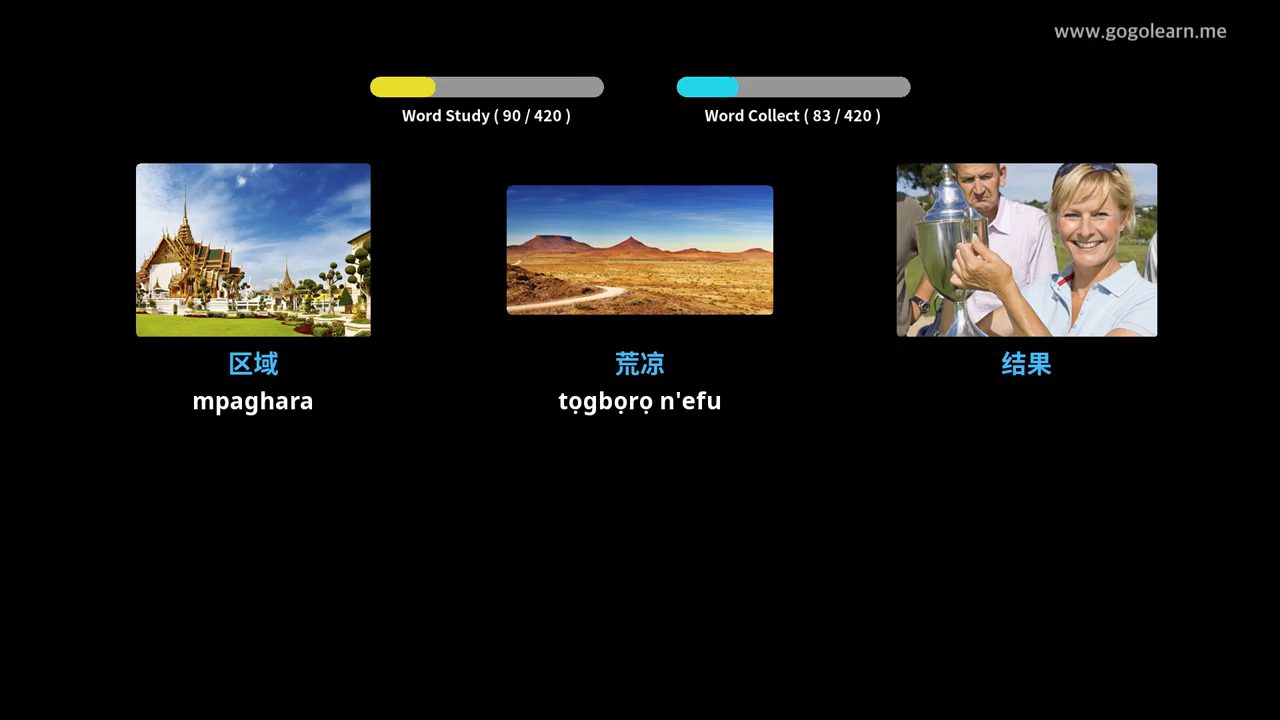 www.gogolearn.me
Word Study ( 90 / 420 )
Word Collect ( 83 / 420 )
区域
mpaghara
荒凉
tọgbọrọ n'efu
结果